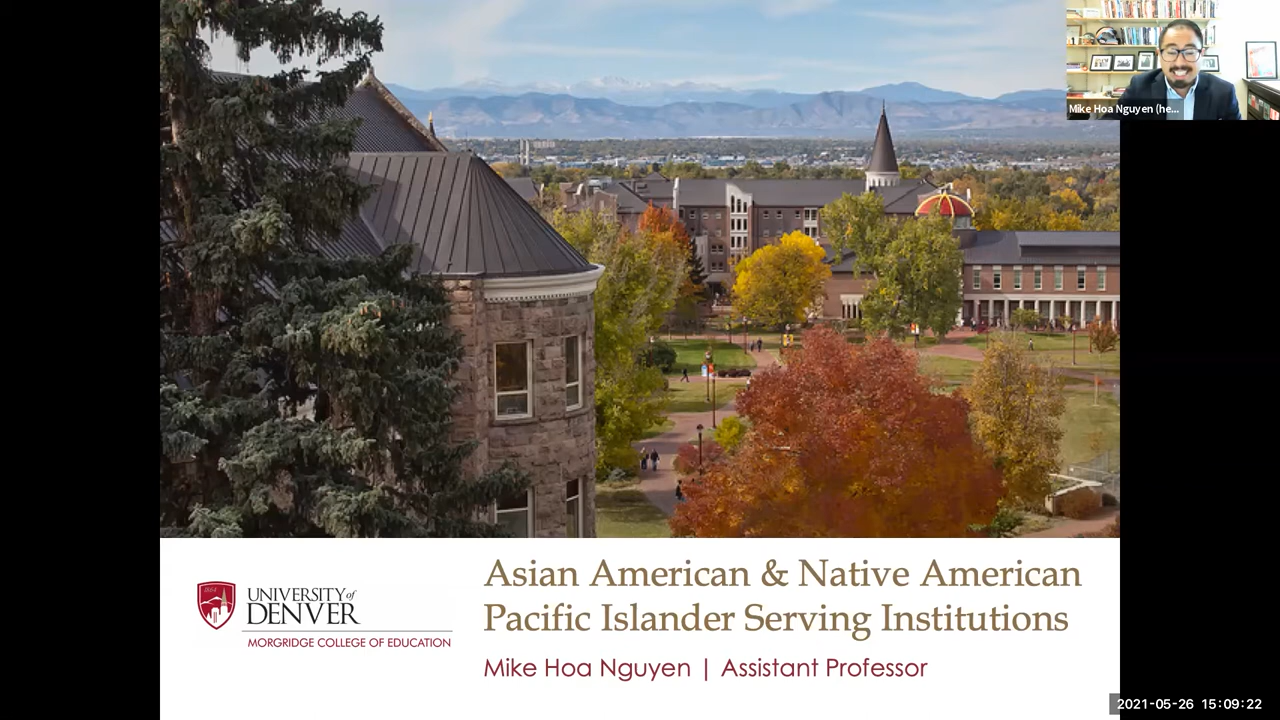 Mike Hoa Nguyen (he...
UNIVERSITY of
DENVER
MORGRIDGE COLLEGE OF EDUCATION
Asian American & Native American
Pacific Islander Serving Institutions
Mike Hoa Nguyen | Assistant Professor
2021-05-26 15:09:22